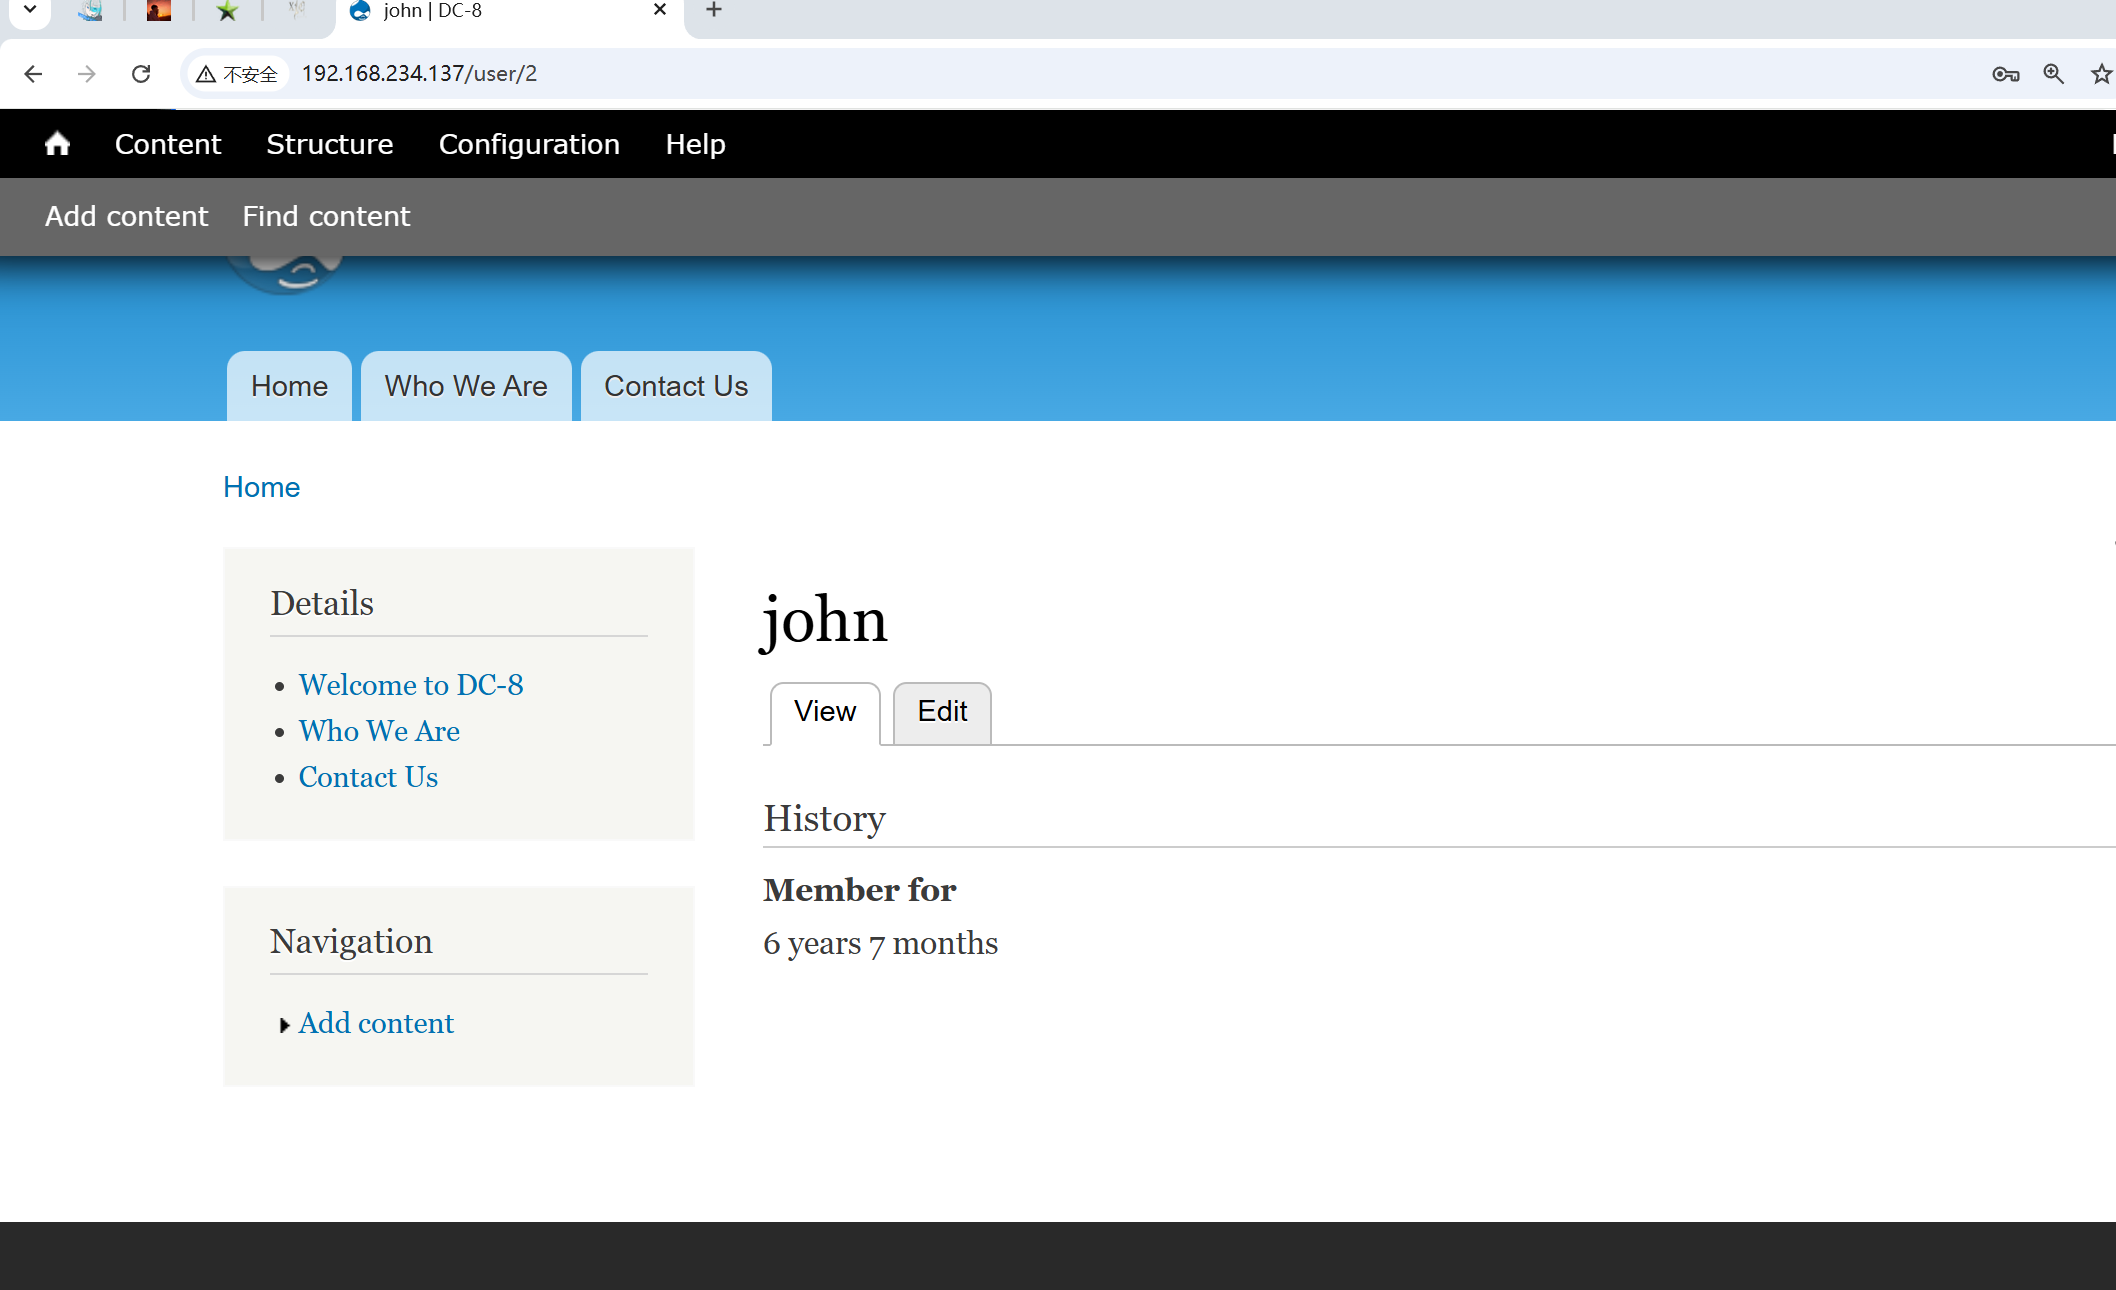 john | DC-8
不安全 192.168.234.137/user/2
Content Structure Configuration Help
Add content Find content
Home Who We Are Contact Us
Home
Details
Welcome to DC-8
Who We Are
Contact Us
Navigation
Add content
john
View Edit
History
Member for
6 years 7 months